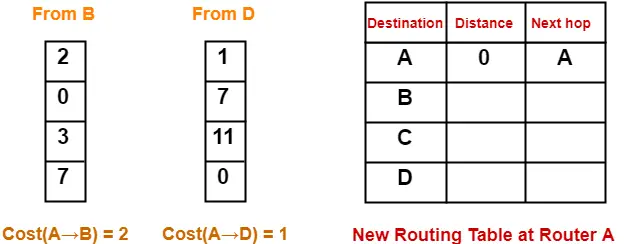 From B From D
2 1 Destination Distance Next hop
0 7 A 0 A
3 11 B
7 0 C
D
Cost(A→B) = 2 Cost(A→D) = 1 New Routing Table at Router A